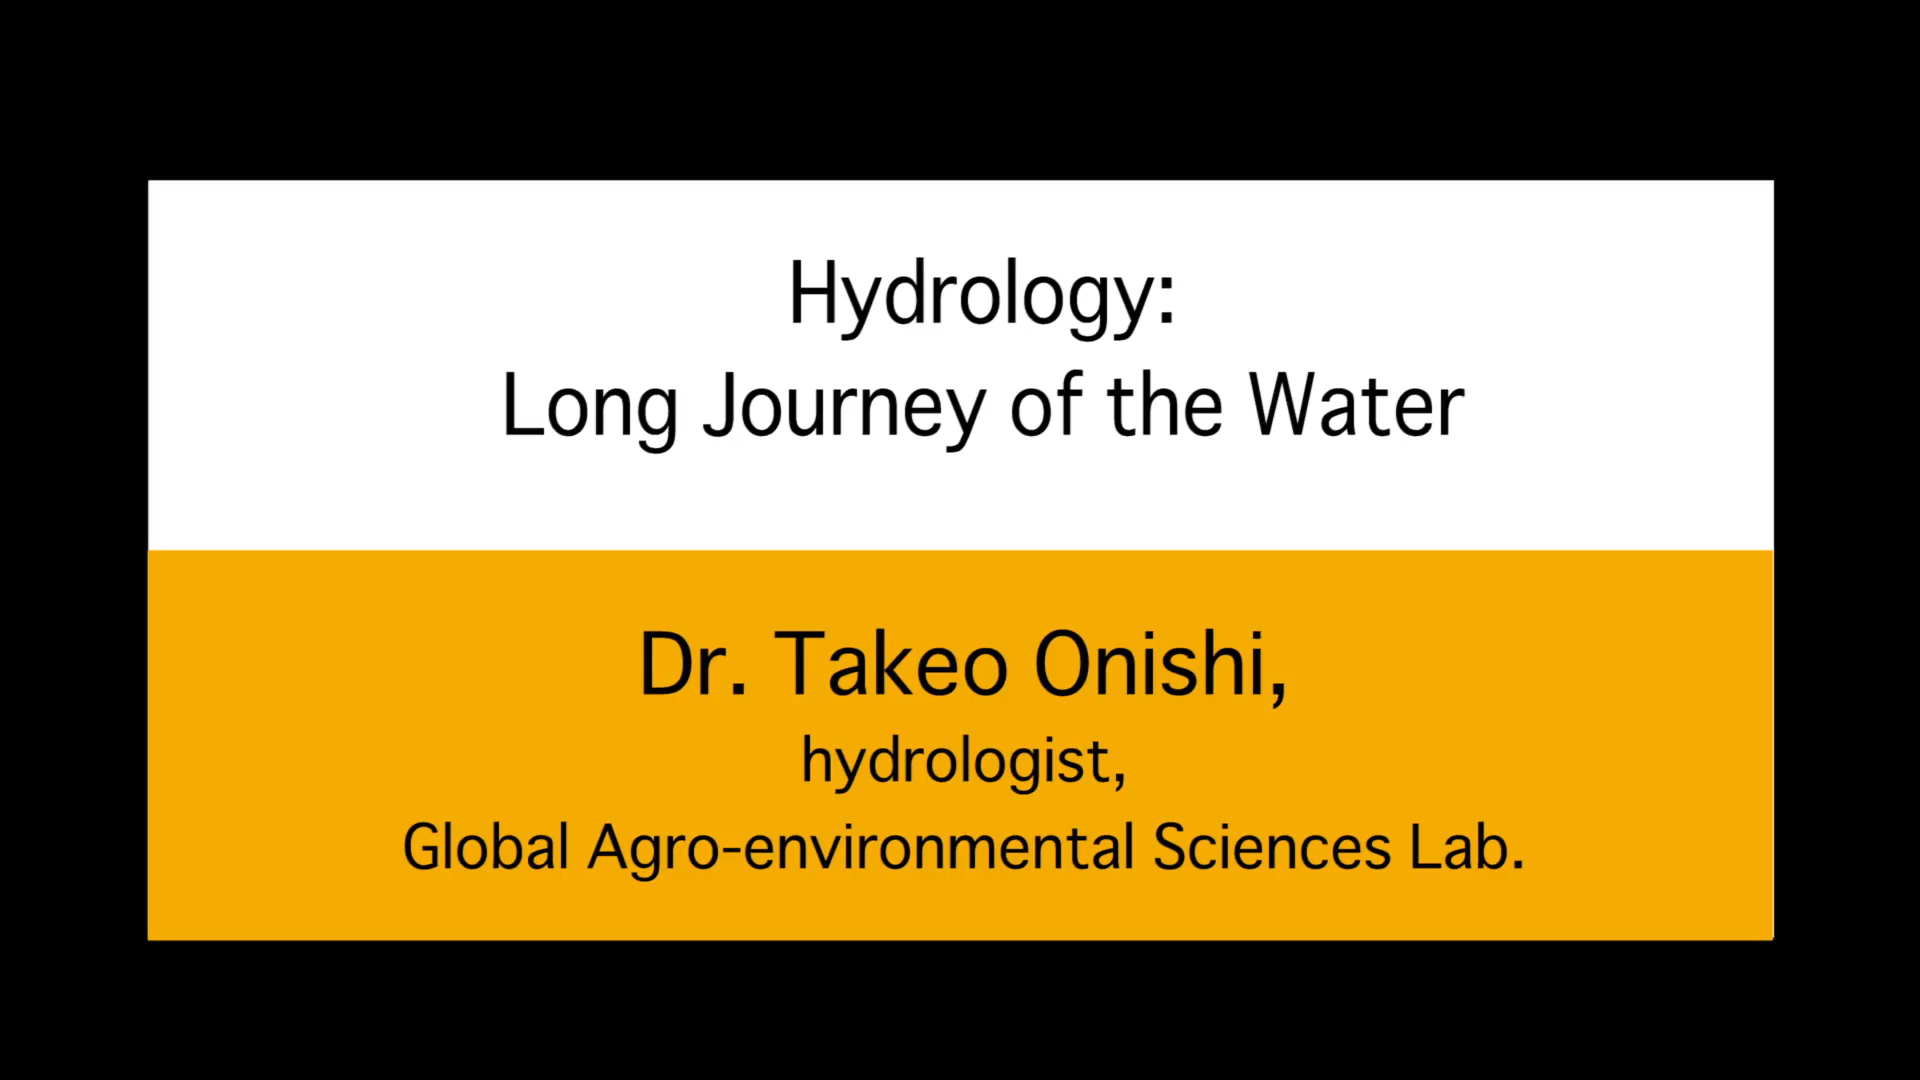 Hydrology:
Long Journey of the Water
Dr. Takeo Onishi,
hydrologist,
Global Agro-environmental Sciences Lab.